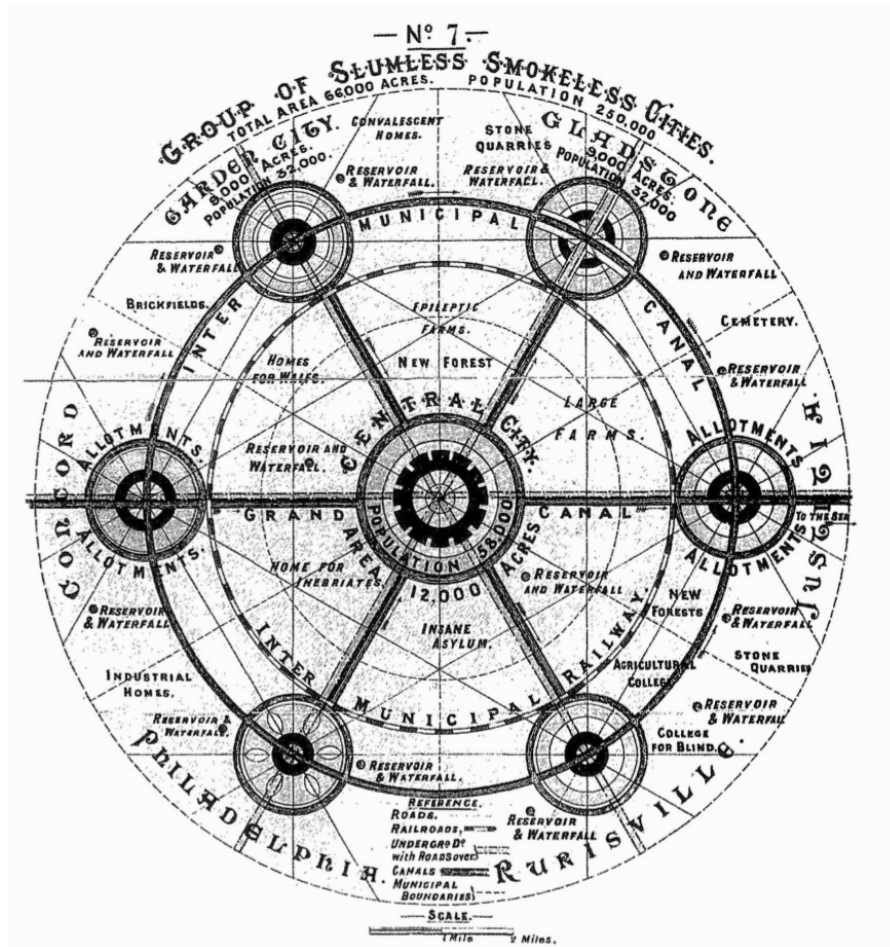 — No 7. —
GROUP OF SLUMLESS SMOKELESS CITIES.
TOTAL AREA 66,000 ACRES. POPULATION 250,000
GARDEN CITY.
9,000 ACRES.
POPULATION 32,000.
CONVALESCENT
HOMES.
STONE
QUARRIES
GLADSTONE
9,000 ACRES.
POPULATION
32,000
RESERVOIR
& WATERFALL.
RESERVOIR &
WATERFALL.
INTER MUNICIPAL CANAL
RESERVOIR
& WATERFALL
RESERVOIR
AND WATERFALL
BRICKFIELDS.
EPILEPTIC
FARMS.
CEMETERY.
RESERVOIR
AND WATERFALL
HOMES
FOR WAIFS.
NEW FOREST
RESERVOIR
& WATERFALL
LARGE
FARMS.
CONCORD
ALLOTMENTS.
CENTRAL CITY.
ALLOTMENTS
JUSTITIA
RESERVOIR AND
WATERFALL.
GRAND CANAL
TO THE SEA
AREA 12,000 ACRES
POPULATION 58,000
ALLOTMENTS.
ALLOTMENTS
HOME FOR
INEBRIATES.
RESERVOIR
AND WATERFALL
NEW
FORESTS
RESERVOIR
& WATERFALL
RESERVOIR
& WATERFALL
INSANE
ASYLUM.
STONE
QUARRIES
INTER MUNICIPAL RAILWAY.
AGRICULTURAL
COLLEGE
INDUSTRIAL
HOMES.
RESERVOIR
& WATERFALL
RESERVOIR &
WATERFALL
COLLEGE
FOR BLIND.
RESERVOIR
& WATERFALL.
RESERVOIR
& WATERFALL
PHILADELPHIA.
RURISVILLE.
REFERENCE.
ROADS.
RAILROADS,
UNDERGRD Do
with ROADS over
CANALS
MUNICIPAL
BOUNDARIES
— SCALE. —
1 Mile 2 Miles.